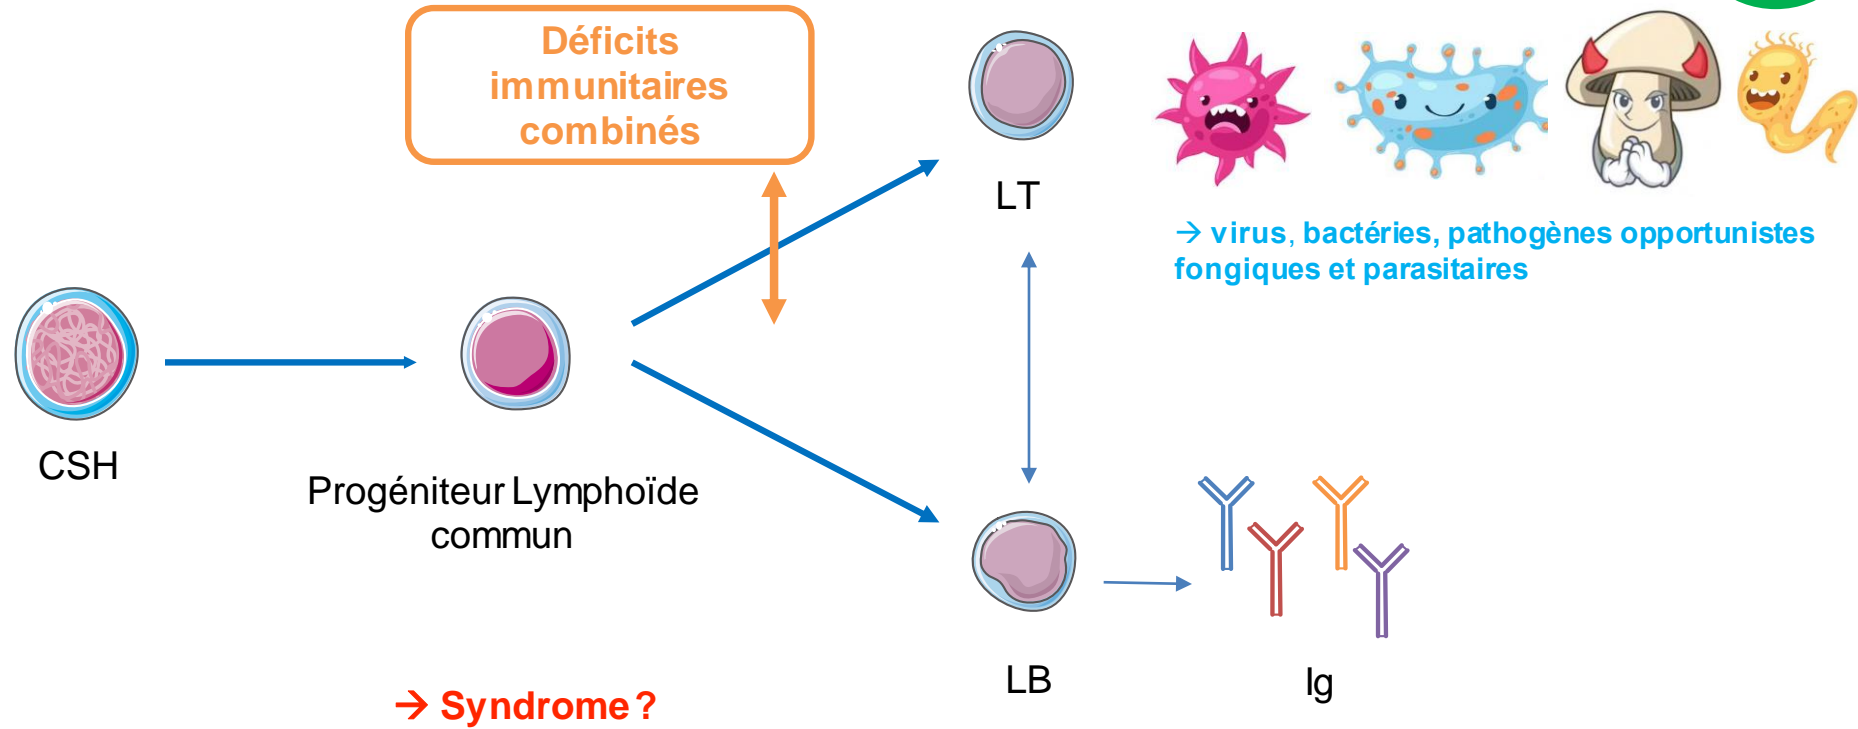 Déficits
immunitaires
combinés
LT
→ virus, bactéries, pathogènes opportunistes
fongiques et parasitaires
CSH
Progéniteur Lymphoïde
commun
LB
Ig
→ Syndrome ?